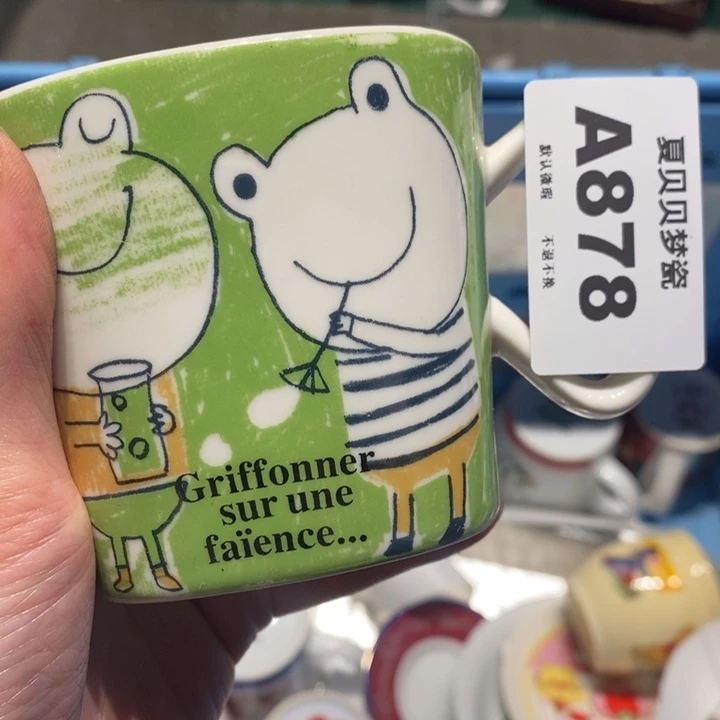 Griffonner
sur une
faïence...
夏贝贝梦瓷
A878
默认微瑕 不退不换